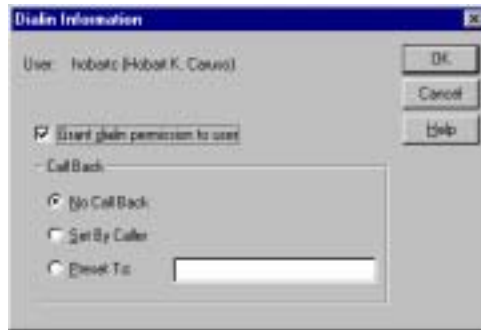 Dialin Information
User: hobartc (Hobart K. Caruso)
OK
Cancel
Help
Grant dialin permission to user
Call Back
No Call Back
Set By Caller
Preset To: